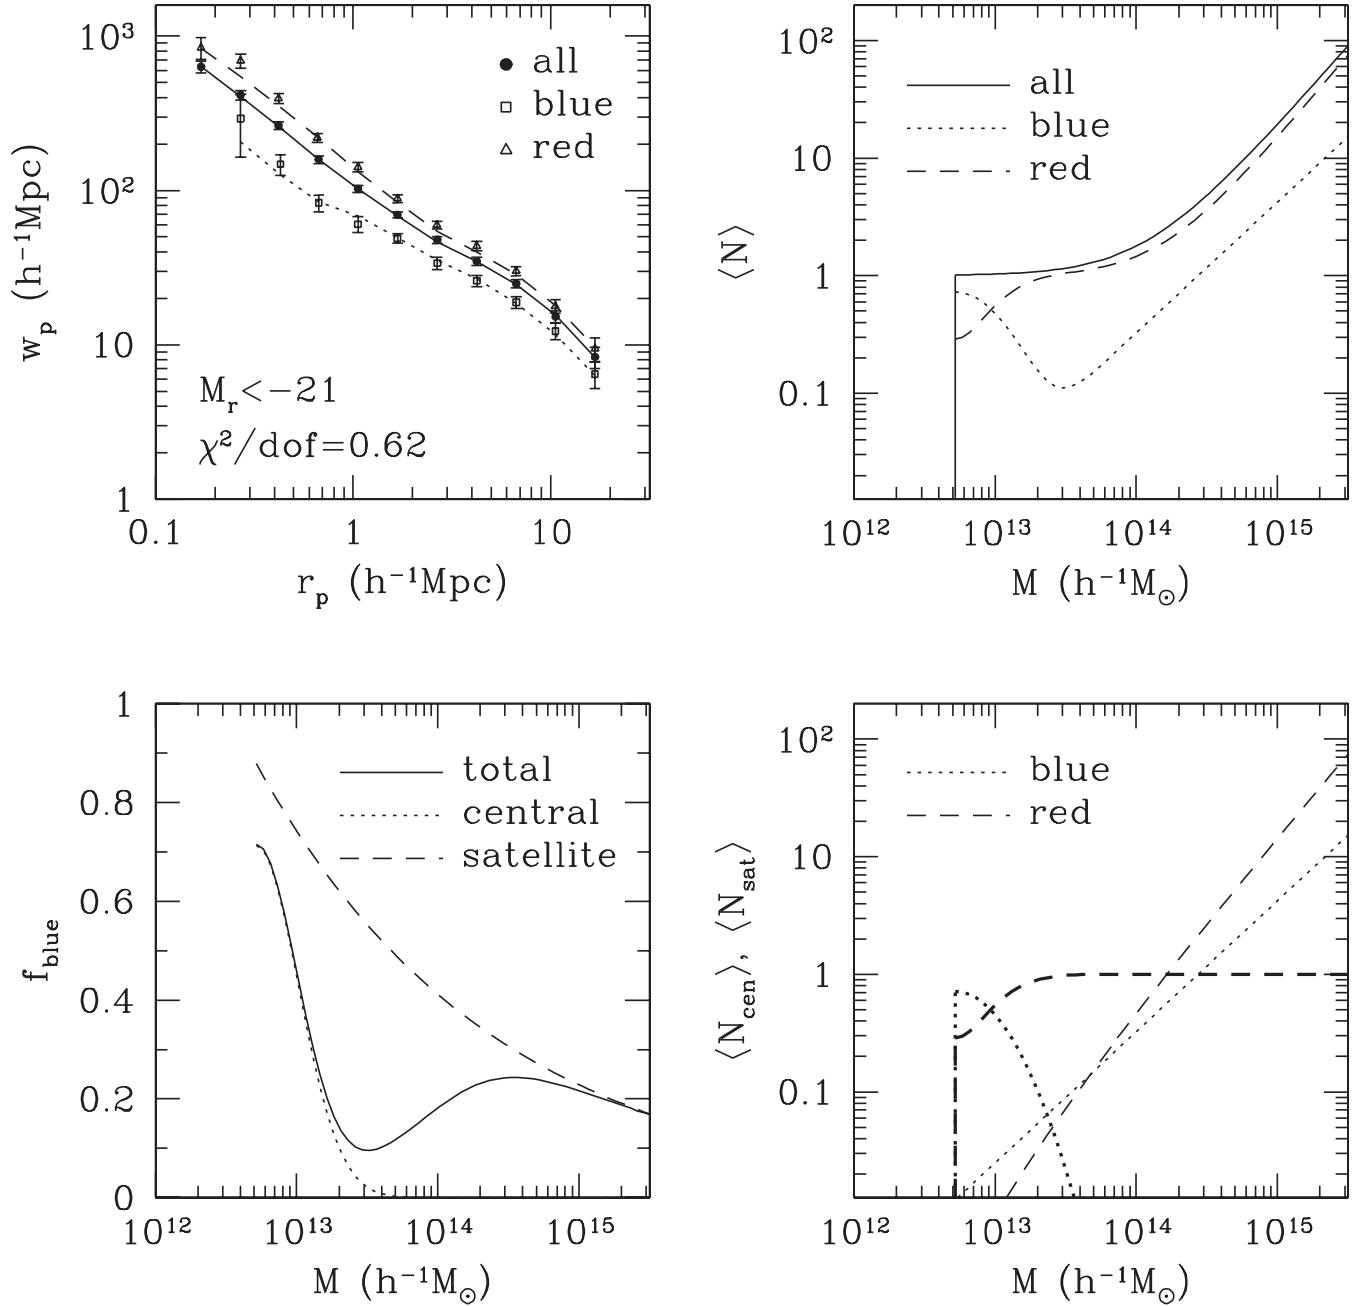 10³
10²
10
1
0.1 1 10
w_p (h⁻¹Mpc)
r_p (h⁻¹Mpc)
all
blue
red
M_r<−21
χ²/dof=0.62
10²
10
1
0.1
10¹² 10¹³ 10¹⁴ 10¹⁵
⟨N⟩
M (h⁻¹M_⊙)
all
blue
red
1
0.8
0.6
0.4
0.2
0
10¹² 10¹³ 10¹⁴ 10¹⁵
f_blue
M (h⁻¹M_⊙)
total
central
satellite
10²
10
1
0.1
10¹² 10¹³ 10¹⁴ 10¹⁵
⟨N_cen⟩, ⟨N_sat⟩
M (h⁻¹M_⊙)
blue
red